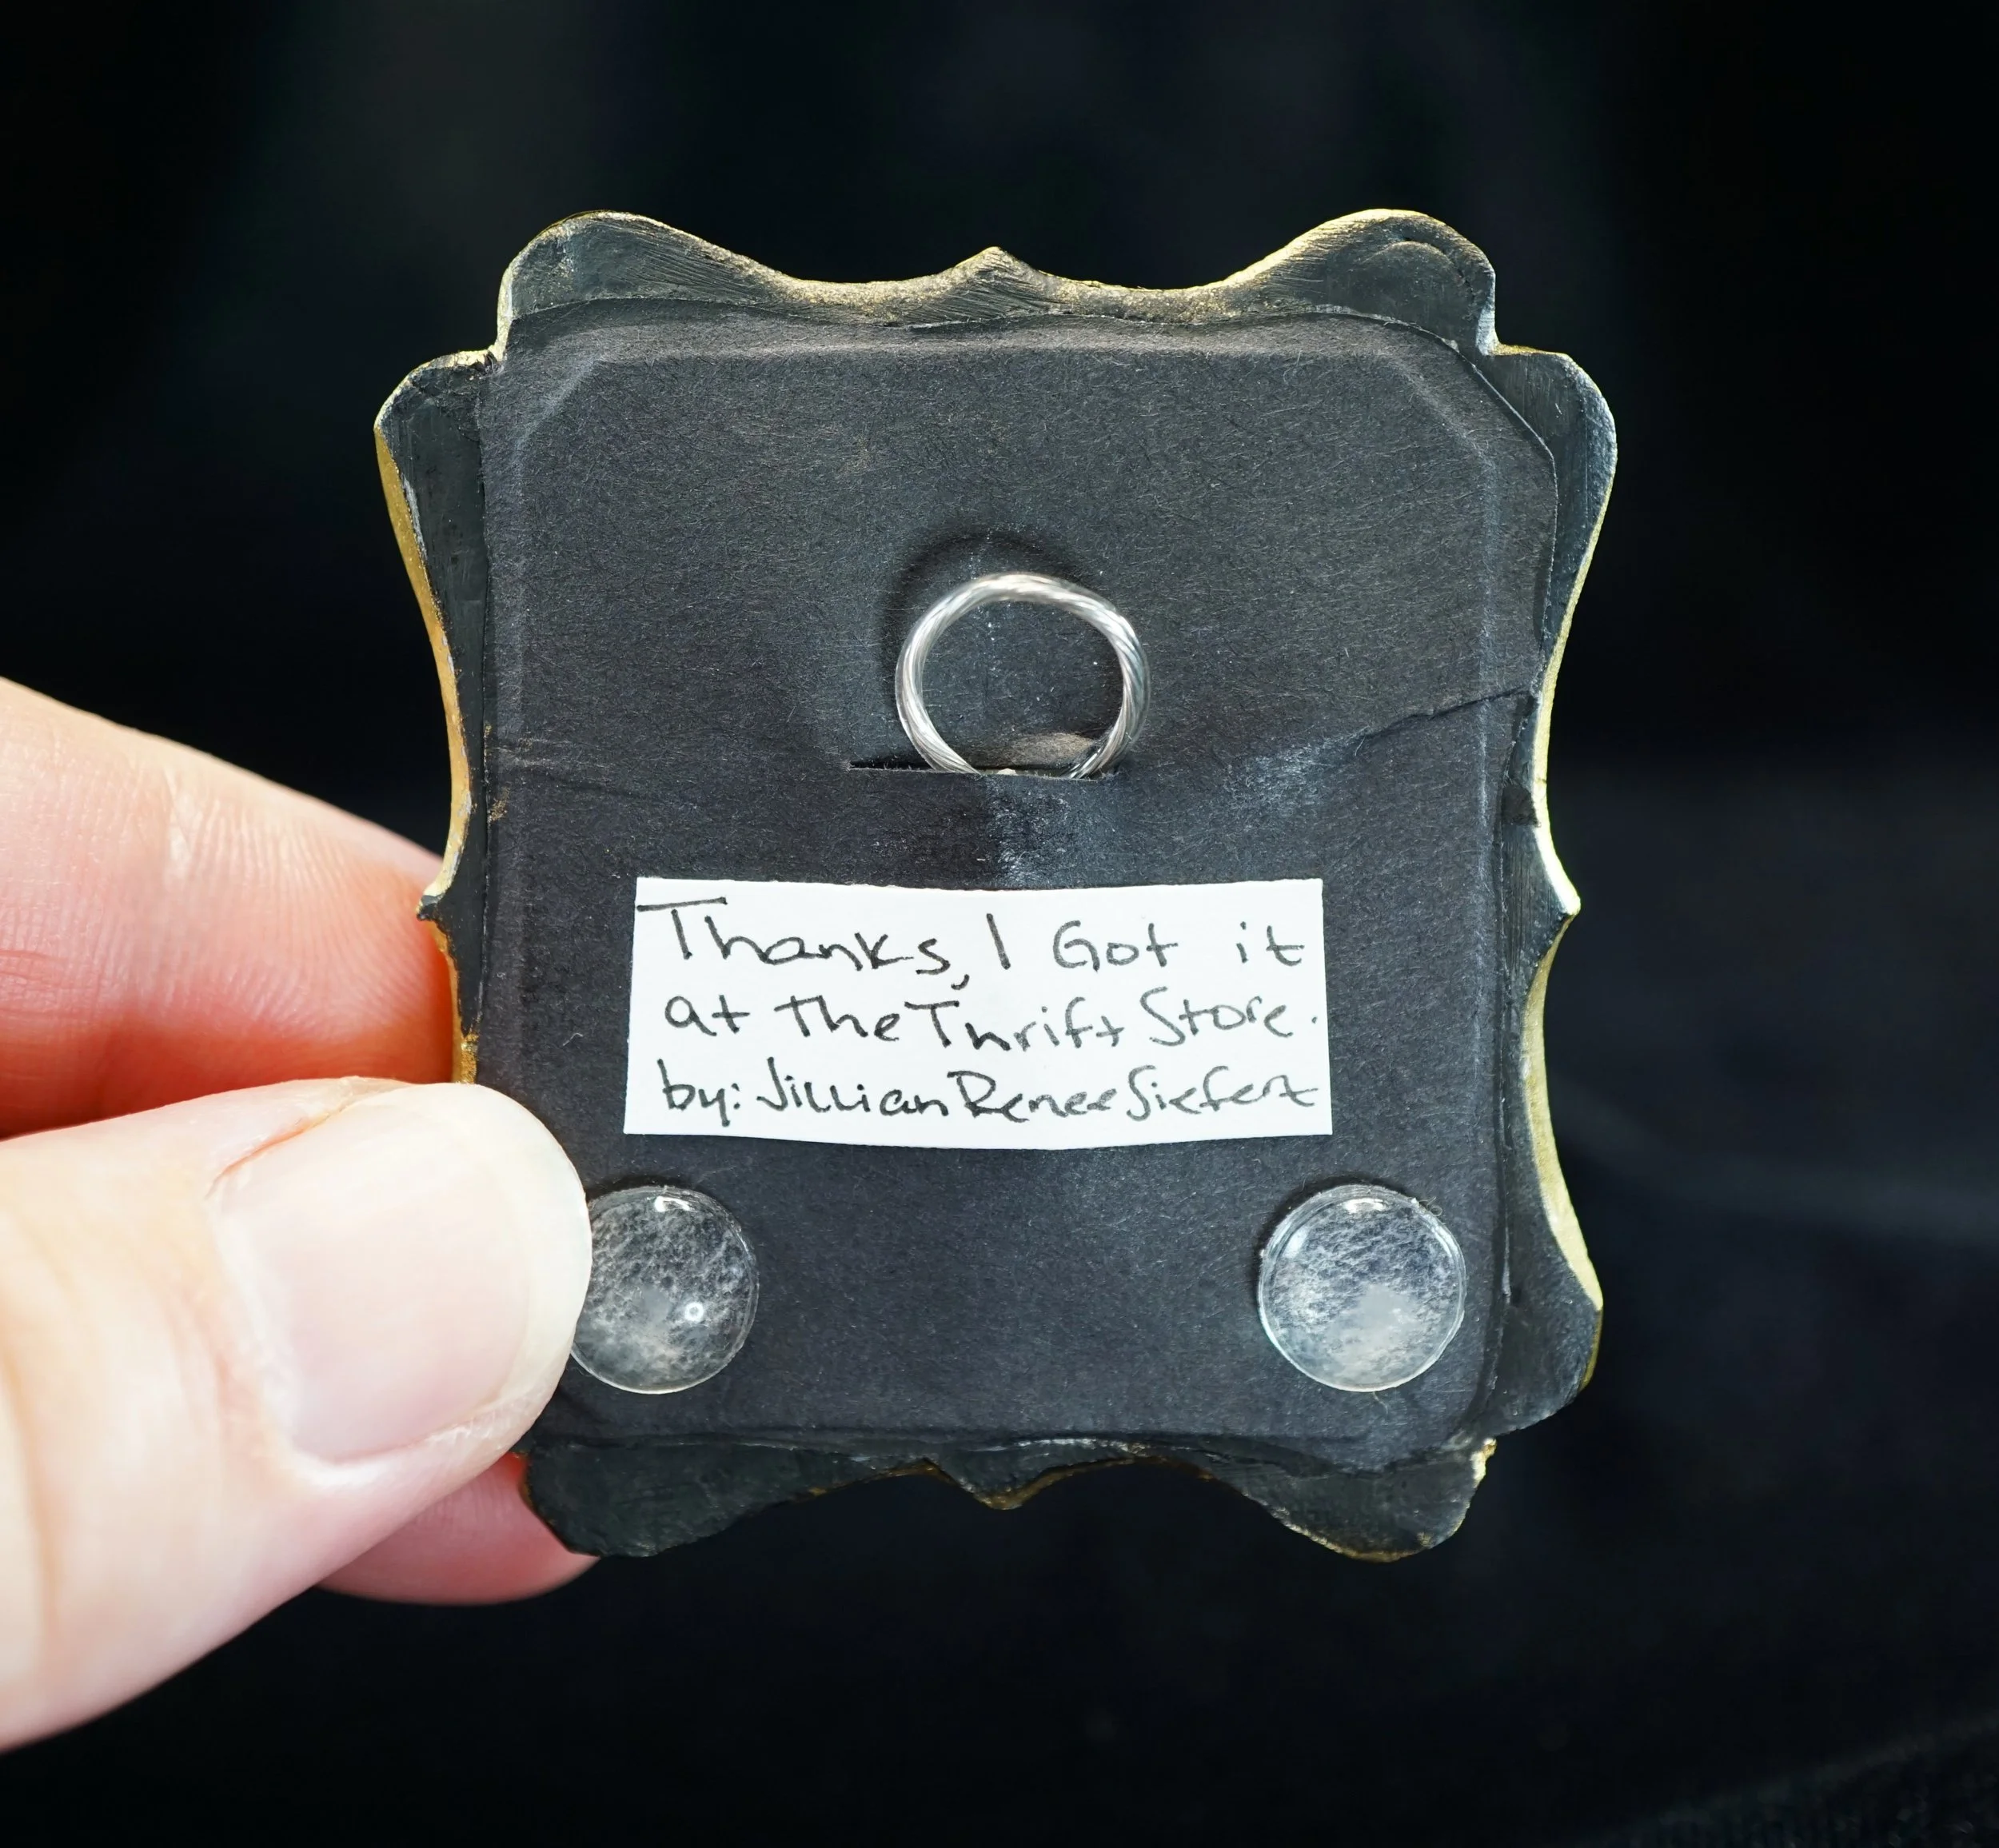 Thanks, I Got it
at the Thrift Store.
by: Jillian Renee Siefert